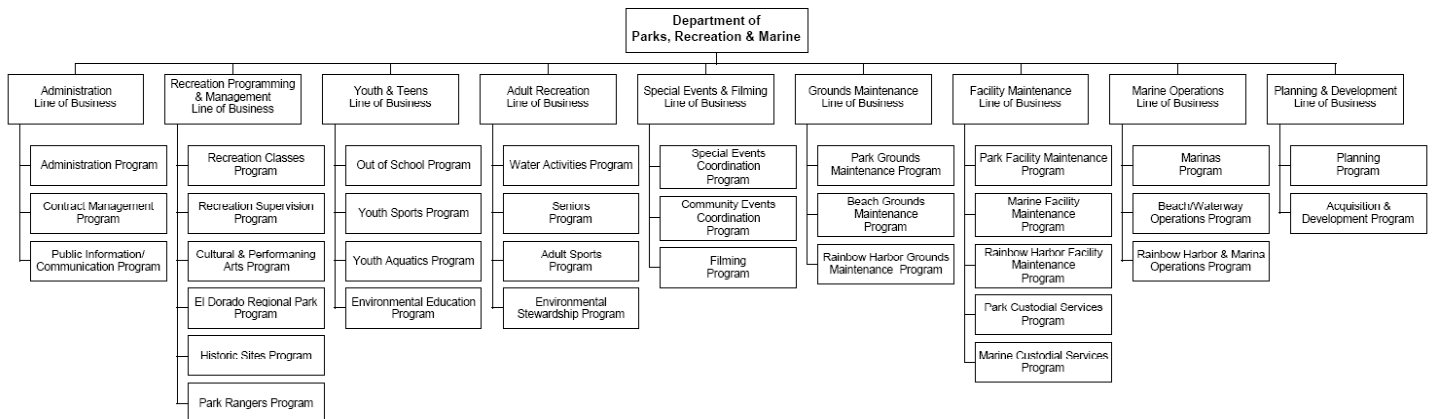 Department of
Parks, Recreation & Marine
Administration
Line of Business
Administration Program
Contract Management
Program
Public Information/
Communication Program
Recreation Programming
& Management
Line of Business
Recreation Classes
Program
Recreation Supervision
Program
Cultural & Performaning
Arts Program
El Dorado Regional Park
Program
Historic Sites Program
Park Rangers Program
Youth & Teens
Line of Business
Out of School Program
Youth Sports Program
Youth Aquatics Program
Environmental Education
Program
Adult Recreation
Line of Business
Water Activities Program
Seniors
Program
Adult Sports
Program
Environmental
Stewardship Program
Special Events & Filming
Line of Business
Special Events
Coordination
Program
Community Events
Coordination
Program
Filming
Program
Grounds Maintenance
Line of Business
Park Grounds
Maintenance Program
Beach Grounds
Maintenance
Program
Rainbow Harbor Grounds
Maintenance Program
Facility Maintenance
Line of Business
Park Facility Maintenance
Program
Marine Facility
Maintenance
Program
Rainbow Harbor Facility
Maintenance
Program
Park Custodial Services
Program
Marine Custodial Services
Program
Marine Operations
Line of Business
Marinas
Program
Beach/Waterway
Operations Program
Rainbow Harbor & Marina
Operations Program
Planning & Development
Line of Business
Planning
Program
Acquisition &
Development Program